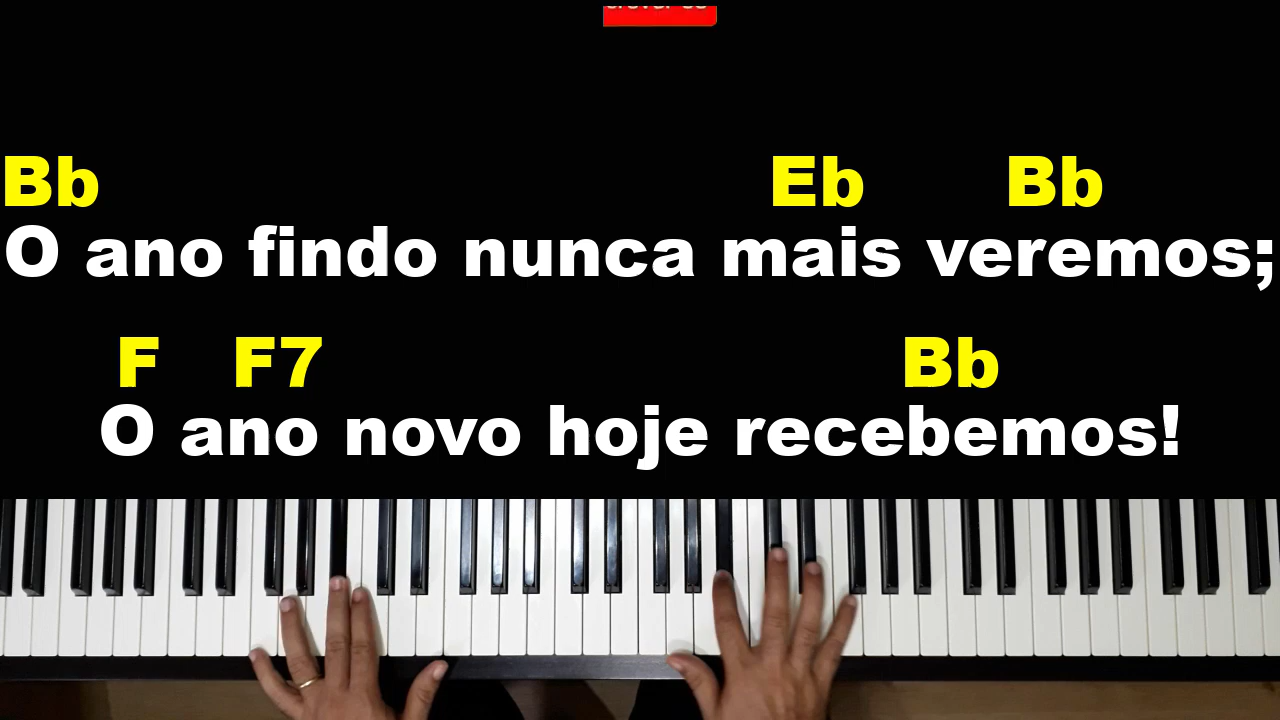 Bb Eb Bb
O ano findo nunca mais veremos;
F F7 Bb
O ano novo hoje recebemos!